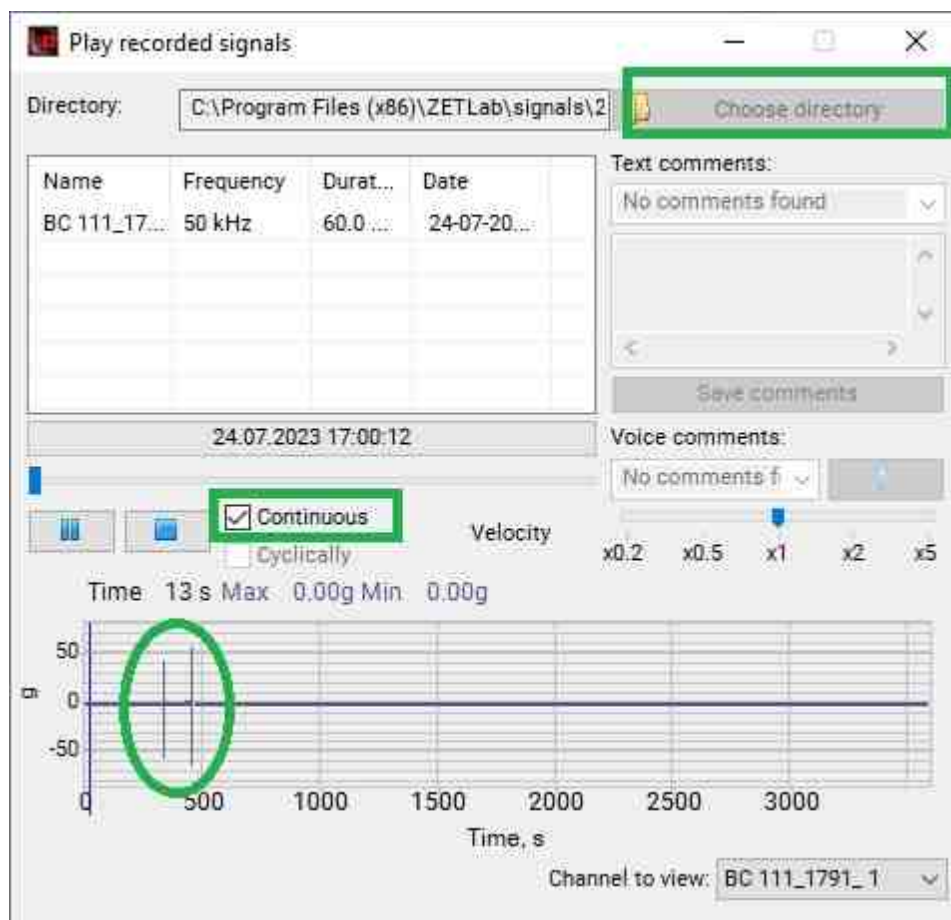 Play recorded signals
Directory: C:\Program Files (x86)\ZETLab\signals\2 Choose directory
Text comments:
Name Frequency Durat... Date
No comments found
BC 111_17... 50 kHz 60.0 ... 24-07-20...
Save comments
24.07.2023 17:00:12
Voice comments:
No comments f
Continuous
Velocity
Cyclically
x0.2 x0.5 x1 x2 x5
Time 13 s Max 0.00g Min 0.00g
50
g 0
-50
0 500 1000 1500 2000 2500 3000
Time, s
Channel to view: BC 111_1791_ 1